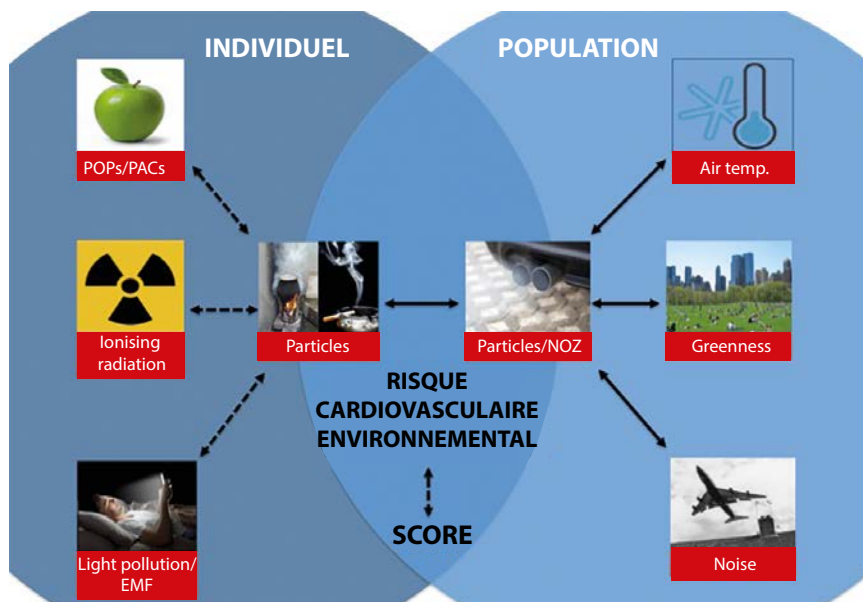 INDIVIDUEL
POPULATION
POPs/PACs
Air temp.
Ionising
radiation
Particles
Particles/NOZ
Greenness
RISQUE
CARDIOVASCULAIRE
ENVIRONNEMENTAL
SCORE
Light pollution/
EMF
Noise